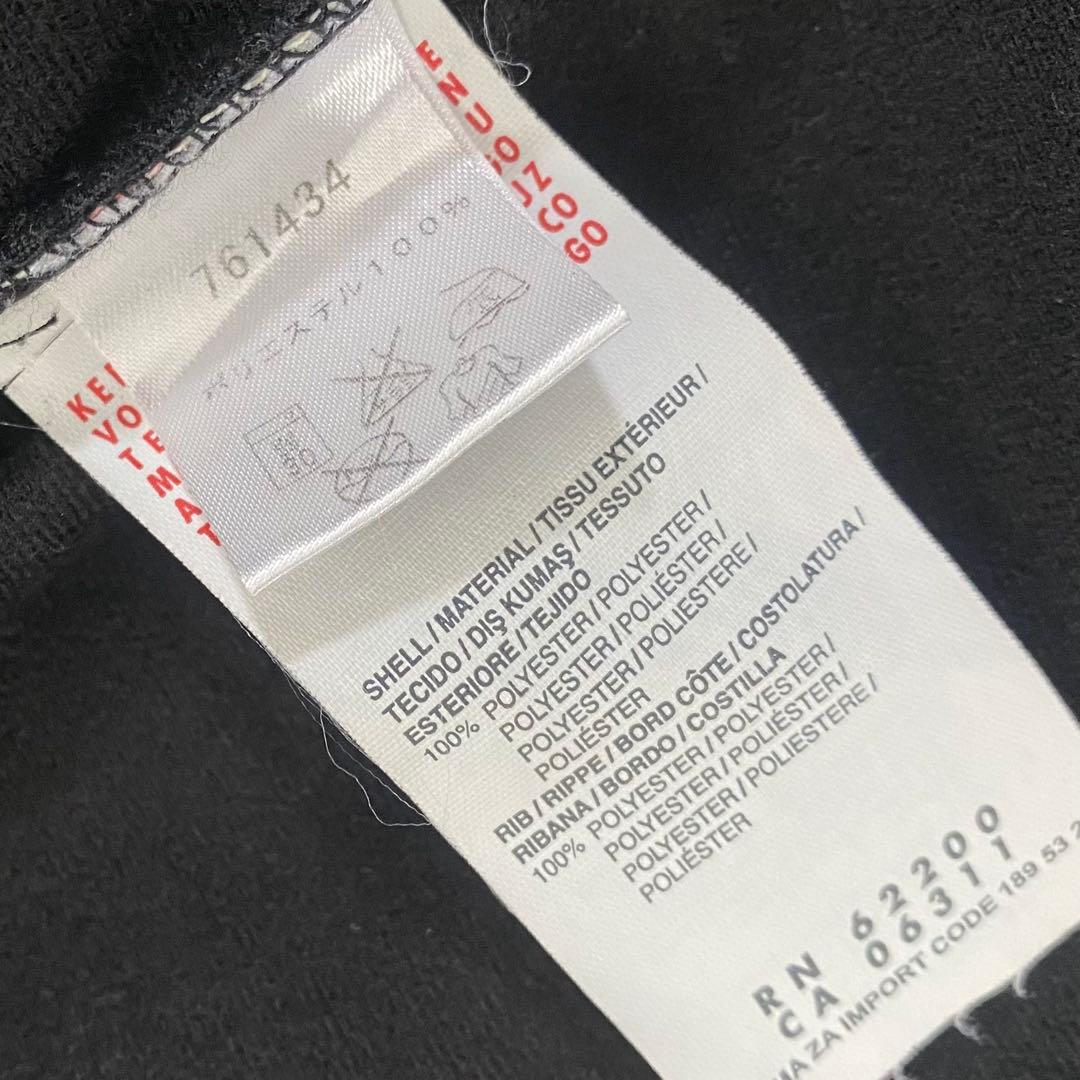 761434
ポリエステル100%
SHELL / MATERIAL / TISSU EXTÉRIEUR /
TECIDO / DIŞ KUMAŞ / TESSUTO
ESTERIORE / TEJIDO
100% POLYESTER / POLYESTER /
POLYESTER / POLIÉSTER /
POLYESTER / POLIESTERE /
POLIÉSTER
RIB / RIPPE / BORD CÔTE / COSTOLATURA /
RIBANA / BORDO / COSTILLA
100% POLYESTER / POLYESTER /
POLYESTER / POLIÉSTER /
POLYESTER / POLIESTERE /
POLIÉSTER
RN 62200
CA 06311
ZA IMPORT CODE 189 53